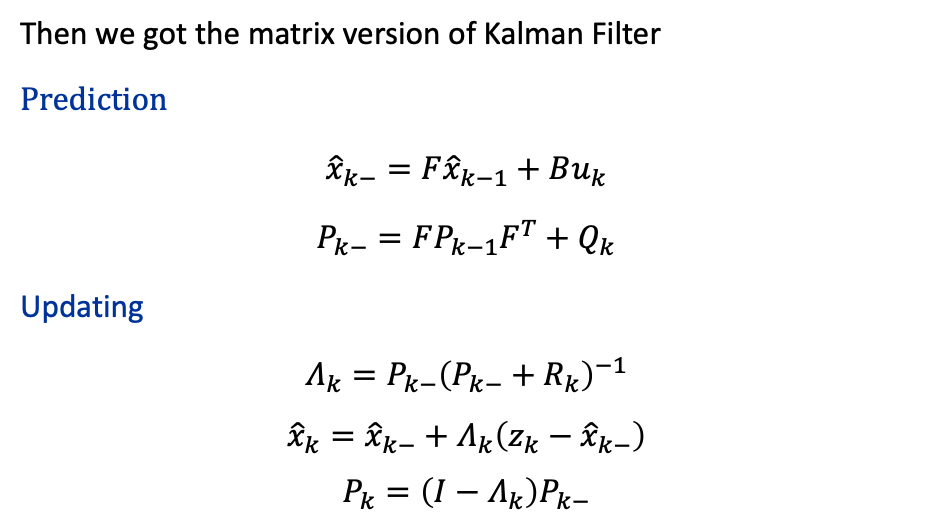 Then we got the matrix version of Kalman Filter
Prediction
x̂ₖ₋ = Fx̂ₖ₋₁ + Buₖ
Pₖ₋ = FPₖ₋₁Fᵀ + Qₖ
Updating
Λₖ = Pₖ₋(Pₖ₋ + Rₖ)⁻¹
x̂ₖ = x̂ₖ₋ + Λₖ(zₖ − x̂ₖ₋)
Pₖ = (I − Λₖ)Pₖ₋